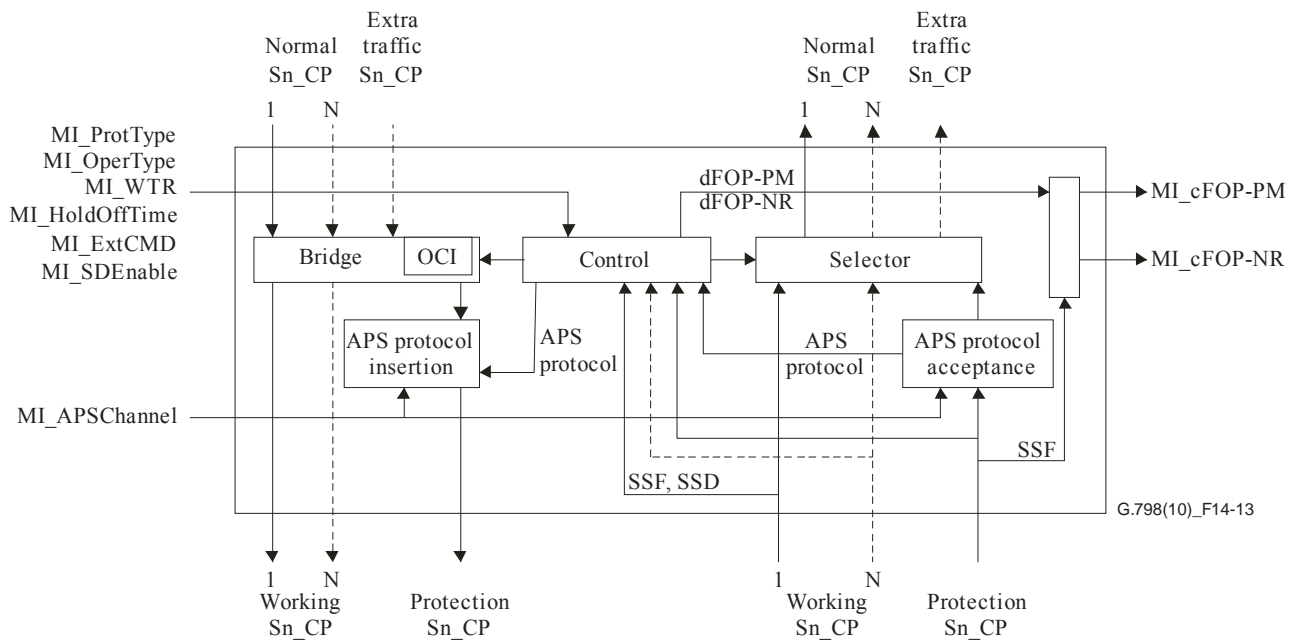 Normal
Sn_CP
Extra
traffic
Sn_CP
Normal
Sn_CP
Extra
traffic
Sn_CP
1
N
1
N
MI_ProtType
MI_OperType
MI_WTR
MI_HoldOffTime
MI_ExtCMD
MI_SDEnable
dFOP-PM
dFOP-NR
MI_cFOP-PM
MI_cFOP-NR
Bridge
OCI
Control
Selector
APS protocol
insertion
APS
protocol
APS
protocol
APS protocol
acceptance
MI_APSChannel
SSF
SSF, SSD
G.798(10)_F14-13
1
N
Working
Sn_CP
Protection
Sn_CP
1
N
Working
Sn_CP
Protection
Sn_CP